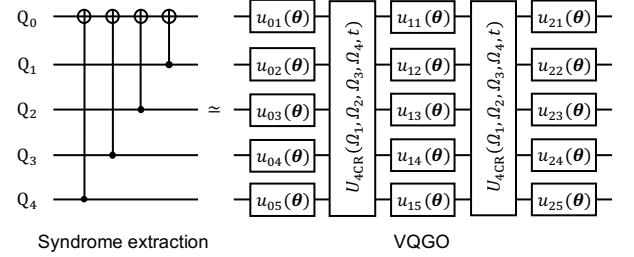 Q₀ u₀₁(θ) u₁₁(θ) u₂₁(θ)
Q₁ u₀₂(θ) u₁₂(θ) u₂₂(θ)
Q₂ ≃ u₀₃(θ) U₄CR(Ω₁, Ω₂, Ω₃, Ω₄, t) u₁₃(θ) U₄CR(Ω₁, Ω₂, Ω₃, Ω₄, t) u₂₃(θ)
Q₃ u₀₄(θ) u₁₄(θ) u₂₄(θ)
Q₄ u₀₅(θ) u₁₅(θ) u₂₅(θ)
Syndrome extraction VQGO